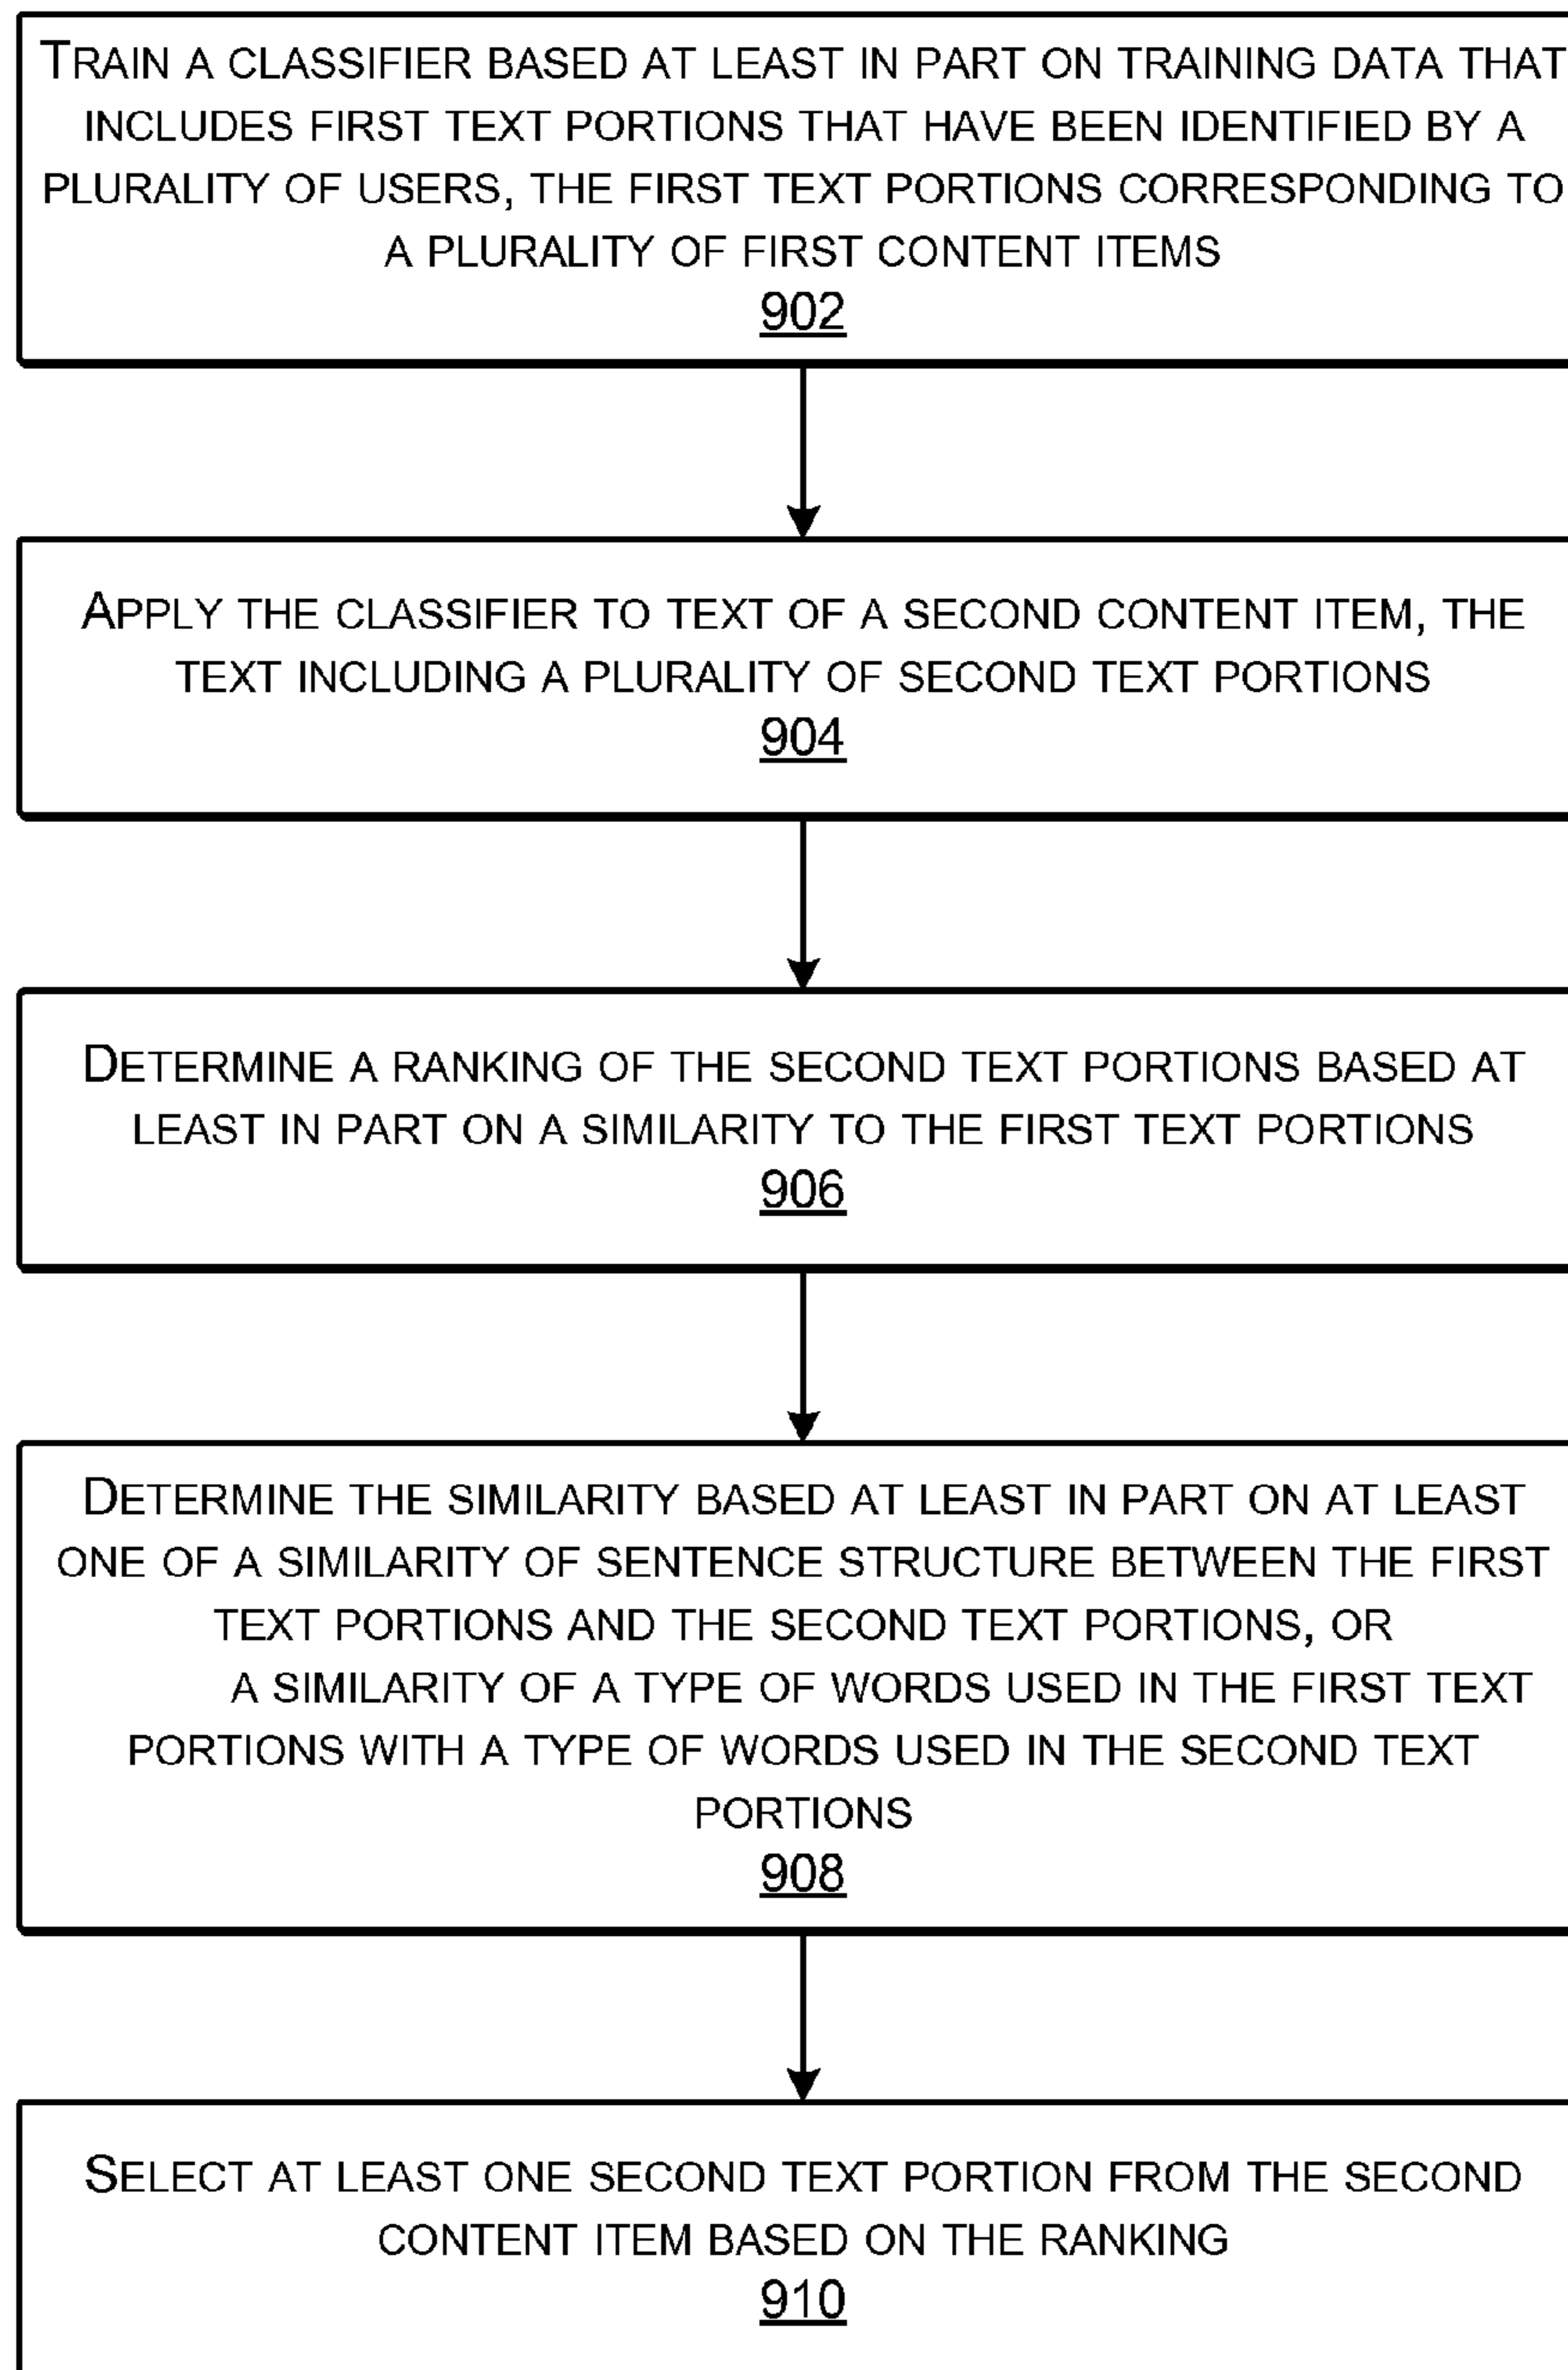 TRAIN A CLASSIFIER BASED AT LEAST IN PART ON TRAINING DATA THAT
INCLUDES FIRST TEXT PORTIONS THAT HAVE BEEN IDENTIFIED BY A
PLURALITY OF USERS, THE FIRST TEXT PORTIONS CORRESPONDING TO
A PLURALITY OF FIRST CONTENT ITEMS
902
APPLY THE CLASSIFIER TO TEXT OF A SECOND CONTENT ITEM, THE
TEXT INCLUDING A PLURALITY OF SECOND TEXT PORTIONS
904
DETERMINE A RANKING OF THE SECOND TEXT PORTIONS BASED AT
LEAST IN PART ON A SIMILARITY TO THE FIRST TEXT PORTIONS
906
DETERMINE THE SIMILARITY BASED AT LEAST IN PART ON AT LEAST
ONE OF A SIMILARITY OF SENTENCE STRUCTURE BETWEEN THE FIRST
TEXT PORTIONS AND THE SECOND TEXT PORTIONS, OR
A SIMILARITY OF A TYPE OF WORDS USED IN THE FIRST TEXT
PORTIONS WITH A TYPE OF WORDS USED IN THE SECOND TEXT
PORTIONS
908
SELECT AT LEAST ONE SECOND TEXT PORTION FROM THE SECOND
CONTENT ITEM BASED ON THE RANKING
910